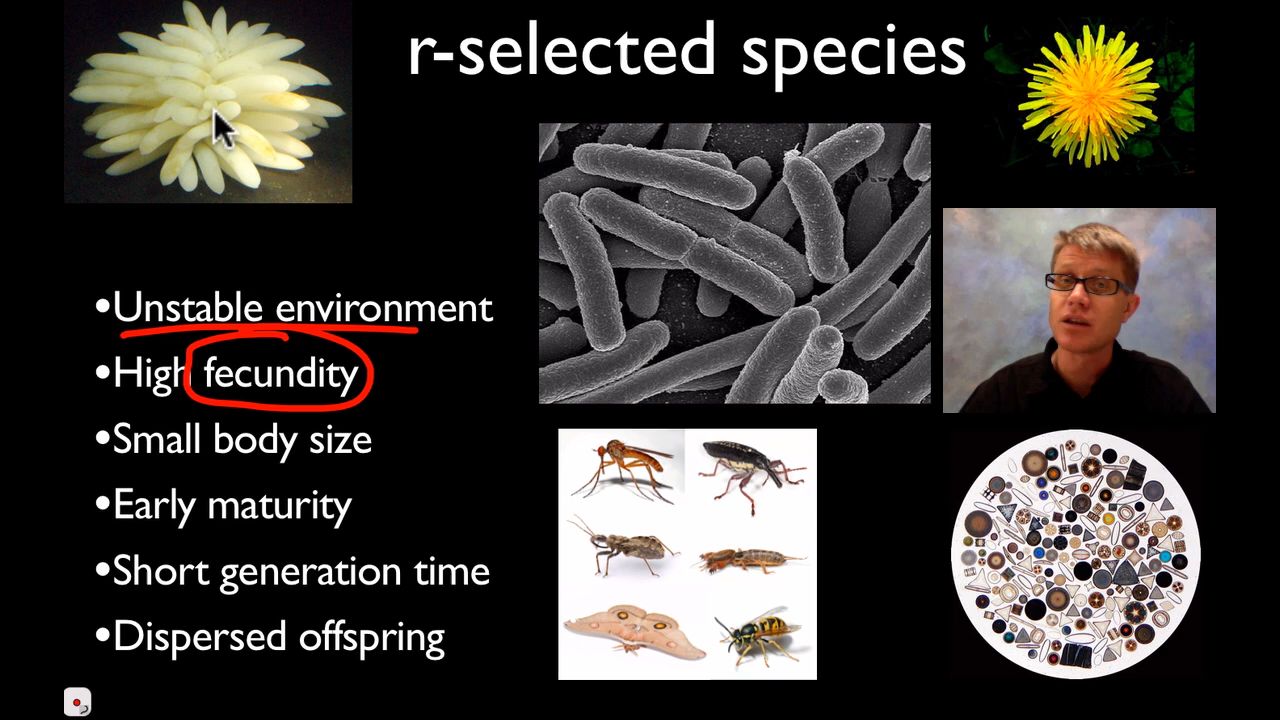 r-selected species
•Unstable environment
•High fecundity
•Small body size
•Early maturity
•Short generation time
•Dispersed offspring